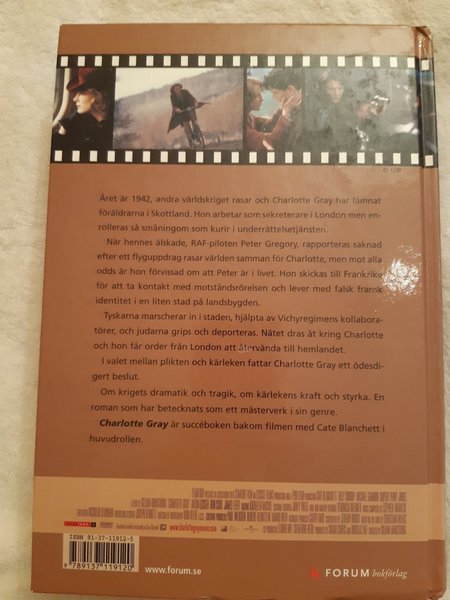 © UIP
Året är 1942, andra världskriget rasar och Charlotte Gray har lämnat
föräldrarna i Skottland. Hon arbetar som sekreterare i London men en-
rolleras så småningom som kurir i underrättelsetjänsten.
När hennes älskade, RAF-piloten Peter Gregory, rapporteras saknad
efter ett flyguppdrag rasar världen samman för Charlotte, men mot alla
odds är hon förvissad om att Peter är i livet. Hon skickas till Frankrike
för att ta kontakt med motståndsrörelsen och lever med falsk fransk
identitet i en liten stad på landsbygden.
Tyskarna marscherar in i staden, hjälpta av Vichyregimens kollabora-
törer, och judarna grips och deporteras. Nätet dras åt kring Charlotte
och hon får order från London att återvända till hemlandet.
I valet mellan plikten och kärleken fattar Charlotte Gray ett ödesdi-
gert beslut.
Om krigets dramatik och tragik, om kärlekens kraft och styrka. En
roman som har betecknats som ett mästerverk i sin genre.
Charlotte Gray är succéboken bakom filmen med Cate Blanchett i
huvudrollen.
www.charlottegraymovie.com
ISBN 91-37-11912-5
9 789137 119120
www.forum.se
FORUM bokförlag